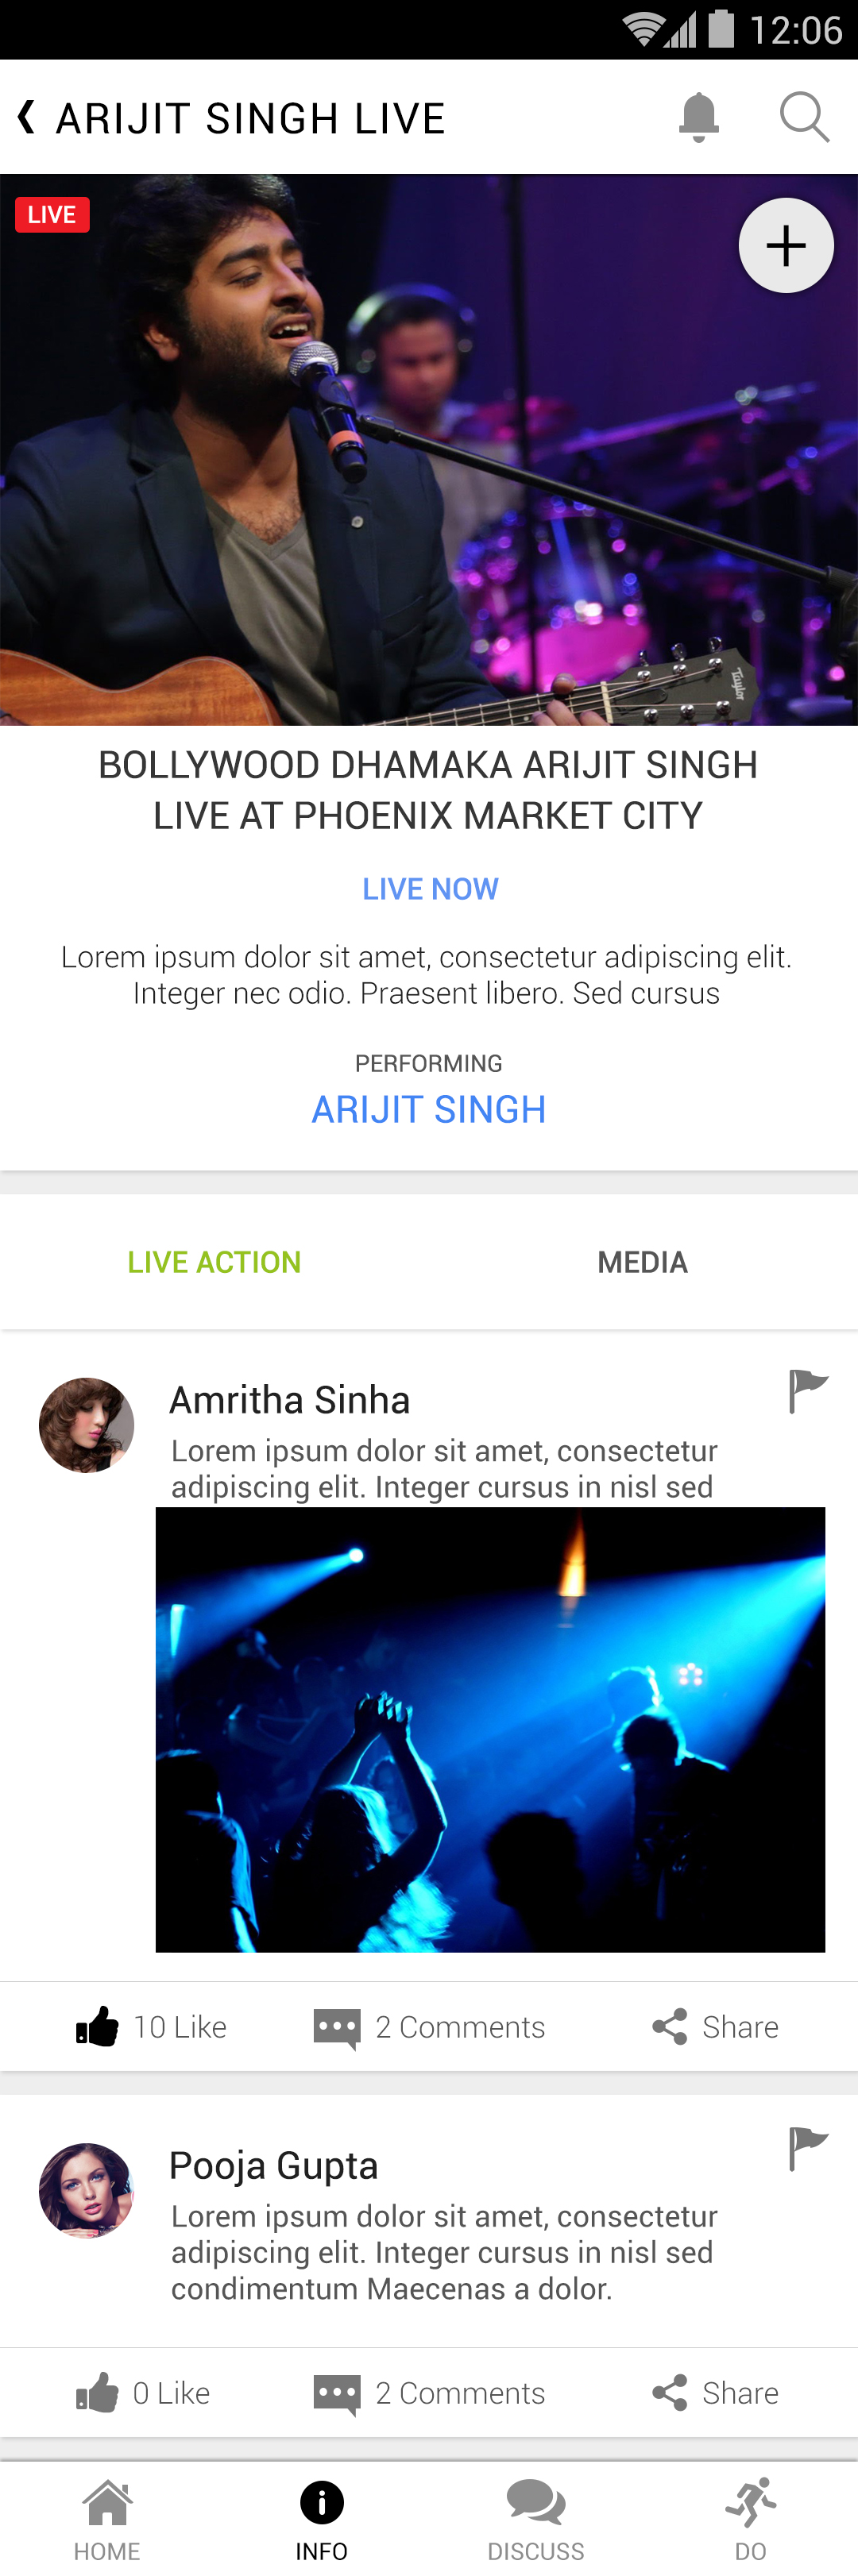 12:06
ARIJIT SINGH LIVE
LIVE
Taylor
BOLLYWOOD DHAMAKA ARIJIT SINGH
LIVE AT PHOENIX MARKET CITY
LIVE NOW
Lorem ipsum dolor sit amet, consectetur adipiscing elit.
Integer nec odio. Praesent libero. Sed cursus
PERFORMING
ARIJIT SINGH
LIVE ACTION MEDIA
Amritha Sinha
Lorem ipsum dolor sit amet, consectetur
adipiscing elit. Integer cursus in nisl sed
10 Like 2 Comments Share
Pooja Gupta
Lorem ipsum dolor sit amet, consectetur
adipiscing elit. Integer cursus in nisl sed
condimentum Maecenas a dolor.
0 Like 2 Comments Share
HOME INFO DISCUSS DO